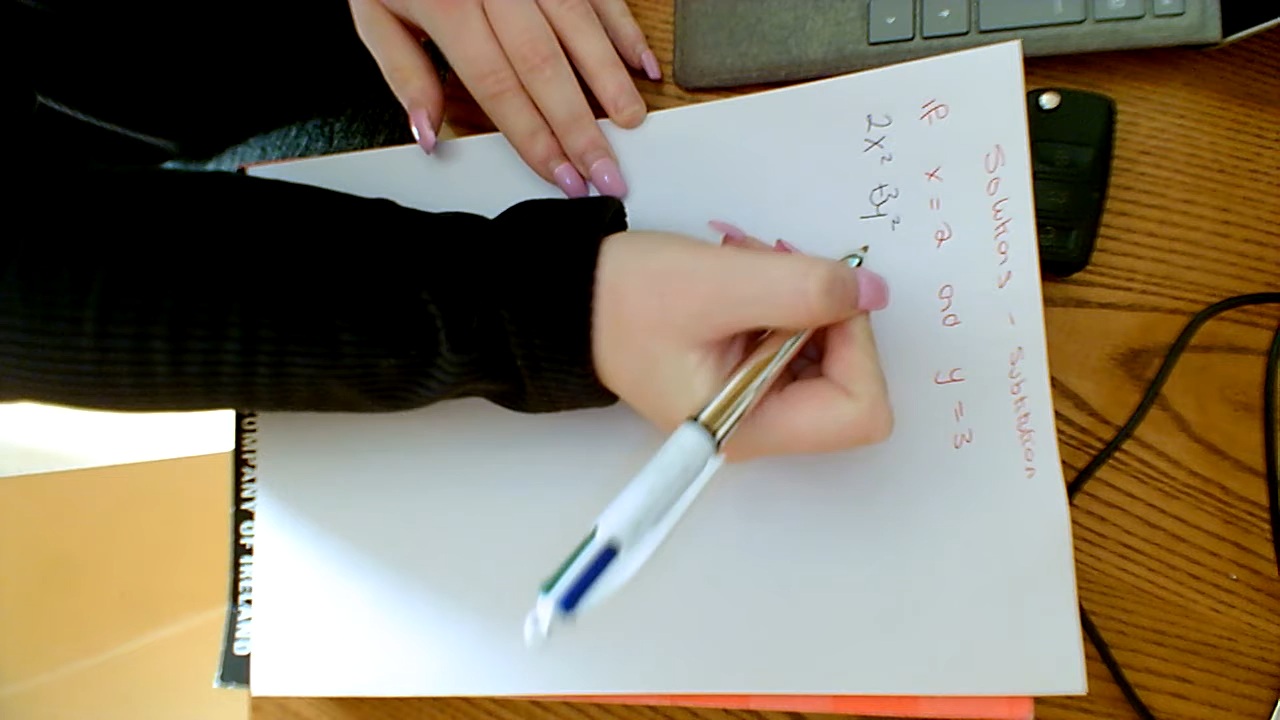 Solutions - Substitution
if x = 2 and y = 3
2x² + 3y²
COMPANY OF IRELAND